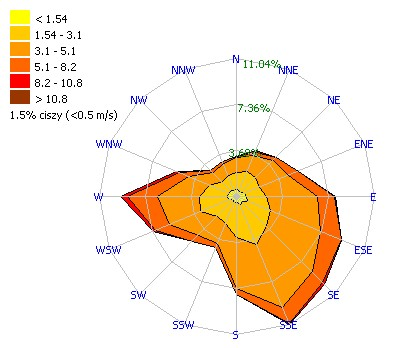 < 1.54
1.54 - 3.1
3.1 - 5.1
5.1 - 8.2
8.2 - 10.8
> 10.8
1.5% ciszy (<0.5 m/s)
N
11.04%
NNW
NNE
NW
NE
7.36%
WNW
ENE
3.68%
W
E
WSW
ESE
SW
SE
SSW
SSE
S